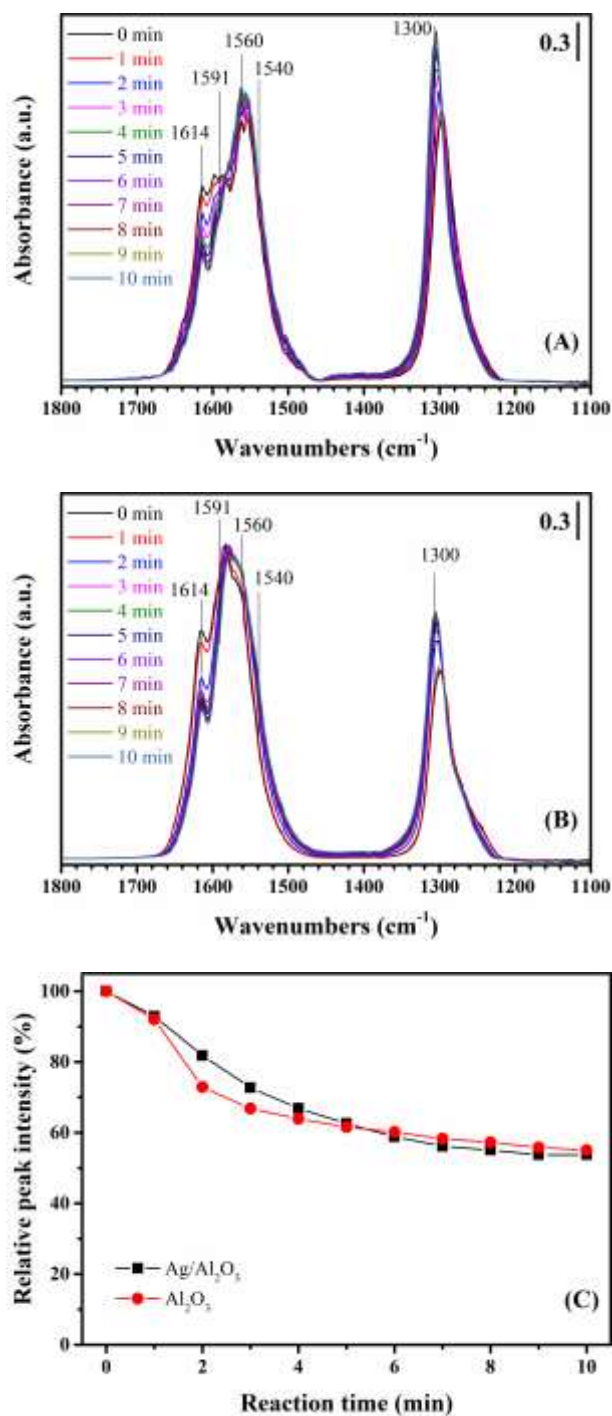 0 min
1 min
2 min
3 min
4 min
5 min
6 min
7 min
8 min
9 min
10 min
1614
1591
1560
1540
1300
0.3
Absorbance (a.u.)
(A)
1800 1700 1600 1500 1400 1300 1200 1100
Wavenumbers (cm⁻¹)
0 min
1 min
2 min
3 min
4 min
5 min
6 min
7 min
8 min
9 min
10 min
1614
1591
1560
1540
1300
0.3
Absorbance (a.u.)
(B)
1800 1700 1600 1500 1400 1300 1200 1100
Wavenumbers (cm⁻¹)
100
80
60
40
20
0
Relative peak intensity (%)
Ag/Al₂O₃
Al₂O₃
(C)
0 2 4 6 8 10
Reaction time (min)